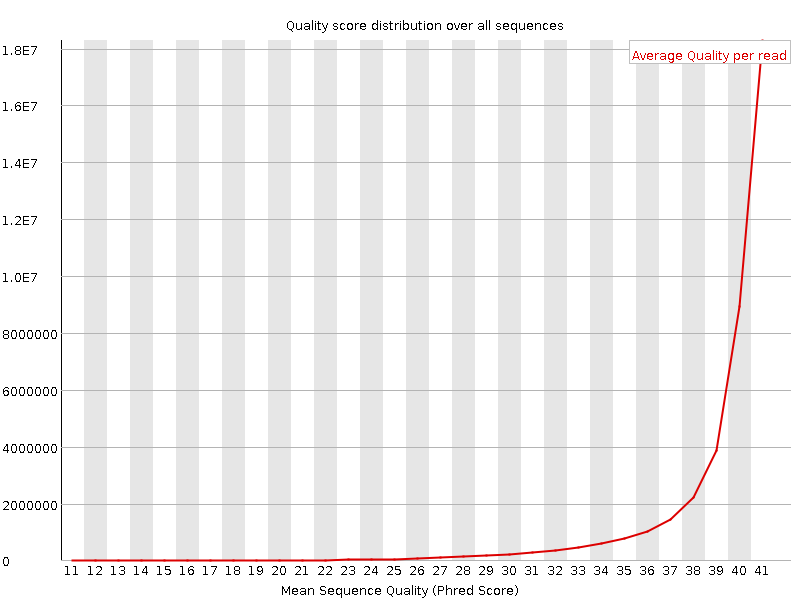 Quality score distribution over all sequences
Average Quality per read
1.8E7
1.6E7
1.4E7
1.2E7
1.0E7
8000000
6000000
4000000
2000000
0
11 12 13 14 15 16 17 18 19 20 21 22 23 24 25 26 27 28 29 30 31 32 33 34 35 36 37 38 39 40 41
Mean Sequence Quality (Phred Score)